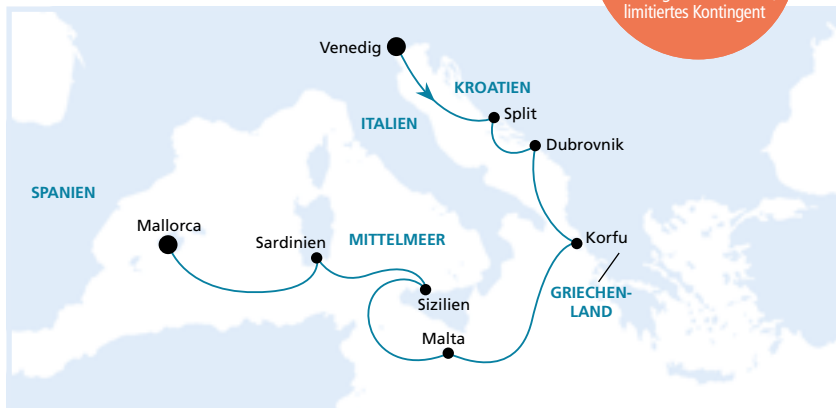 limitiertes Kontingent
Venedig
KROATIEN
Split
ITALIEN
Dubrovnik
SPANIEN
Mallorca
Sardinien
MITTELMEER
Korfu
Sizilien
GRIECHEN-
LAND
Malta